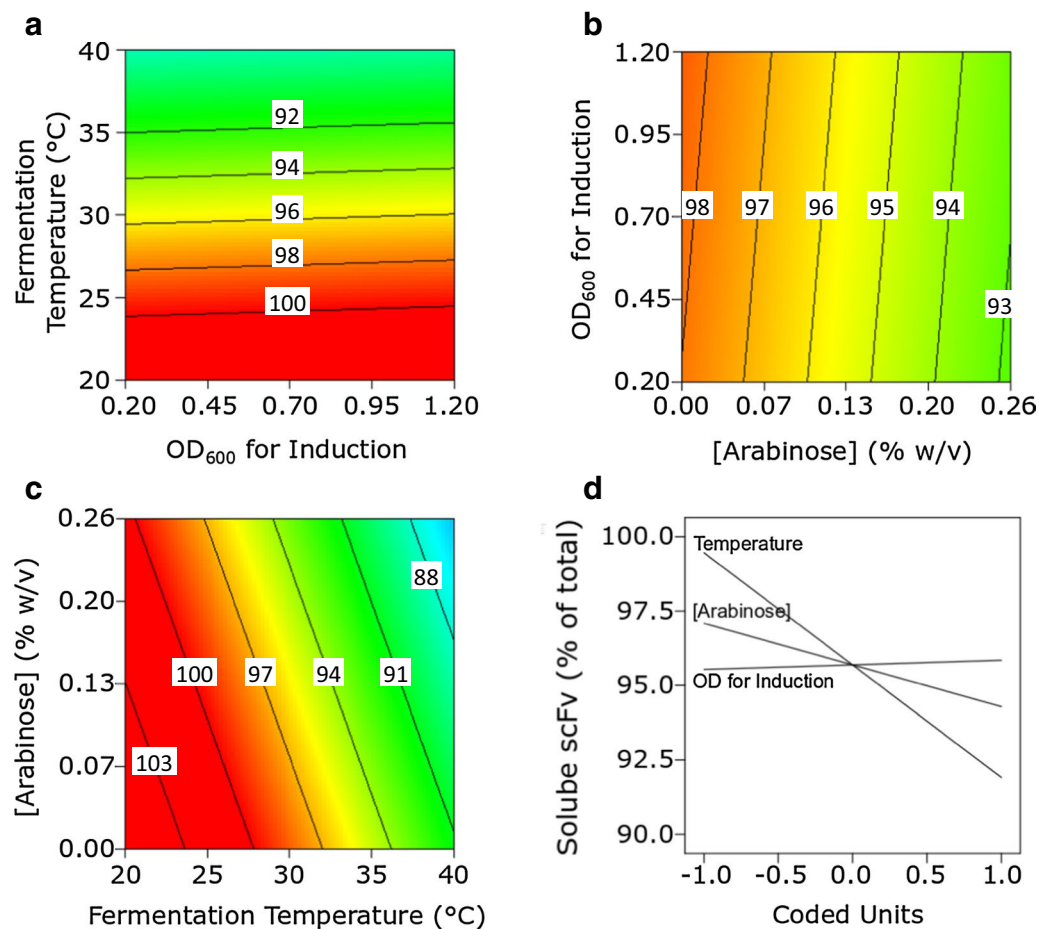 a
40
35
30
25
20
Fermentation
Temperature (°C)
92
94
96
98
100
0.20 0.45 0.70 0.95 1.20
OD600 for Induction
b
1.20
0.95
0.70
0.45
0.20
OD600 for Induction
98 97 96 95 94
93
0.00 0.07 0.13 0.20 0.26
[Arabinose] (% w/v)
c
0.26
0.20
0.13
0.07
0.00
[Arabinose] (% w/v)
88
100 97 94 91
103
20 25 30 35 40
Fermentation Temperature (°C)
d
100.0
97.5
95.0
92.5
90.0
Solube scFv (% of total)
Temperature
[Arabinose]
OD for Induction
-1.0 -0.5 0.0 0.5 1.0
Coded Units